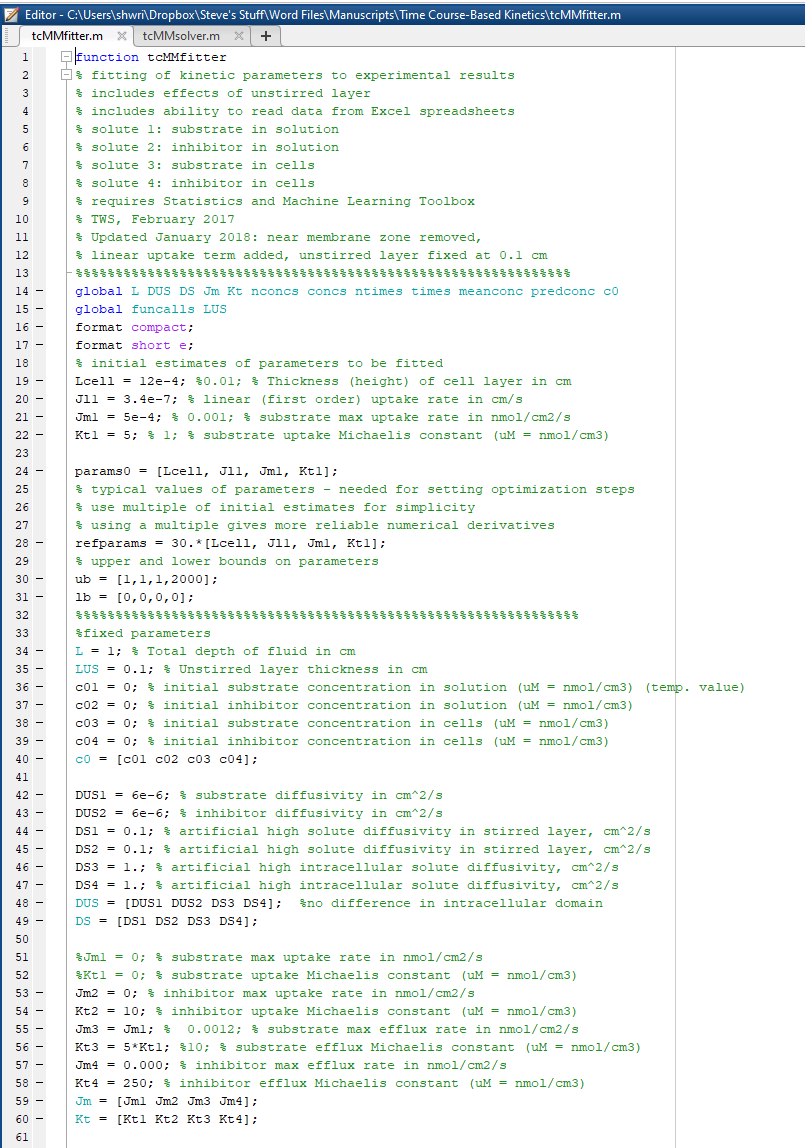 Editor - C:\Users\shwri\Dropbox\Steve's Stuff\Word Files\Manuscripts\Time Course-Based Kinetics\tcMMfitter.m
tcMMfitter.m × tcMMsolver.m × +
1 function tcMMfitter
2 % fitting of kinetic parameters to experimental results
3 % includes effects of unstirred layer
4 % includes ability to read data from Excel spreadsheets
5 % solute 1: substrate in solution
6 % solute 2: inhibitor in solution
7 % solute 3: substrate in cells
8 % solute 4: inhibitor in cells
9 % requires Statistics and Machine Learning Toolbox
10 % TWS, February 2017
11 % Updated January 2018: near membrane zone removed,
12 % linear uptake term added, unstirred layer fixed at 0.1 cm
13 %%%%%%%%%%%%%%%%%%%%%%%%%%%%%%%%%%%%%%%%%%%%%%%%%%%%%%%%%%%%%%
14 – global L DUS DS Jm Kt nconcs concs ntimes times meanconc predconc c0
15 – global funcalls LUS
16 – format compact;
17 – format short e;
18 % initial estimates of parameters to be fitted
19 – Lcell = 12e-4; %0.01; % Thickness (height) of cell layer in cm
20 – Jl1 = 3.4e-7; % linear (first order) uptake rate in cm/s
21 – Jm1 = 5e-4; % 0.001; % substrate max uptake rate in nmol/cm2/s
22 – Kt1 = 5; % 1; % substrate uptake Michaelis constant (uM = nmol/cm3)
23
24 – params0 = [Lcell, Jl1, Jm1, Kt1];
25 % typical values of parameters - needed for setting optimization steps
26 % use multiple of initial estimates for simplicity
27 % using a multiple gives more reliable numerical derivatives
28 – refparams = 30.*[Lcell, Jl1, Jm1, Kt1];
29 % upper and lower bounds on parameters
30 – ub = [1,1,1,2000];
31 – lb = [0,0,0,0];
32 %%%%%%%%%%%%%%%%%%%%%%%%%%%%%%%%%%%%%%%%%%%%%%%%%%%%%%%%%%%%%%%
33 %fixed parameters
34 – L = 1; % Total depth of fluid in cm
35 – LUS = 0.1; % Unstirred layer thickness in cm
36 – c01 = 0; % initial substrate concentration in solution (uM = nmol/cm3) (temp. value)
37 – c02 = 0; % initial inhibitor concentration in solution (uM = nmol/cm3)
38 – c03 = 0; % initial substrate concentration in cells (uM = nmol/cm3)
39 – c04 = 0; % initial inhibitor concentration in cells (uM = nmol/cm3)
40 – c0 = [c01 c02 c03 c04];
41
42 – DUS1 = 6e-6; % substrate diffusivity in cm^2/s
43 – DUS2 = 6e-6; % inhibitor diffusivity in cm^2/s
44 – DS1 = 0.1; % artificial high solute diffusivity in stirred layer, cm^2/s
45 – DS2 = 0.1; % artificial high solute diffusivity in stirred layer, cm^2/s
46 – DS3 = 1.; % artificial high intracellular solute diffusivity, cm^2/s
47 – DS4 = 1.; % artificial high intracellular solute diffusivity, cm^2/s
48 – DUS = [DUS1 DUS2 DS3 DS4]; %no difference in intracellular domain
49 – DS = [DS1 DS2 DS3 DS4];
50
51 %Jm1 = 0; % substrate max uptake rate in nmol/cm2/s
52 %Kt1 = 0; % substrate uptake Michaelis constant (uM = nmol/cm3)
53 – Jm2 = 0; % inhibitor max uptake rate in nmol/cm2/s
54 – Kt2 = 10; % inhibitor uptake Michaelis constant (uM = nmol/cm3)
55 – Jm3 = Jm1; % 0.0012; % substrate max efflux rate in nmol/cm2/s
56 – Kt3 = 5*Kt1; %10; % substrate efflux Michaelis constant (uM = nmol/cm3)
57 – Jm4 = 0.000; % inhibitor max efflux rate in nmol/cm2/s
58 – Kt4 = 250; % inhibitor efflux Michaelis constant (uM = nmol/cm3)
59 – Jm = [Jm1 Jm2 Jm3 Jm4];
60 – Kt = [Kt1 Kt2 Kt3 Kt4];
61